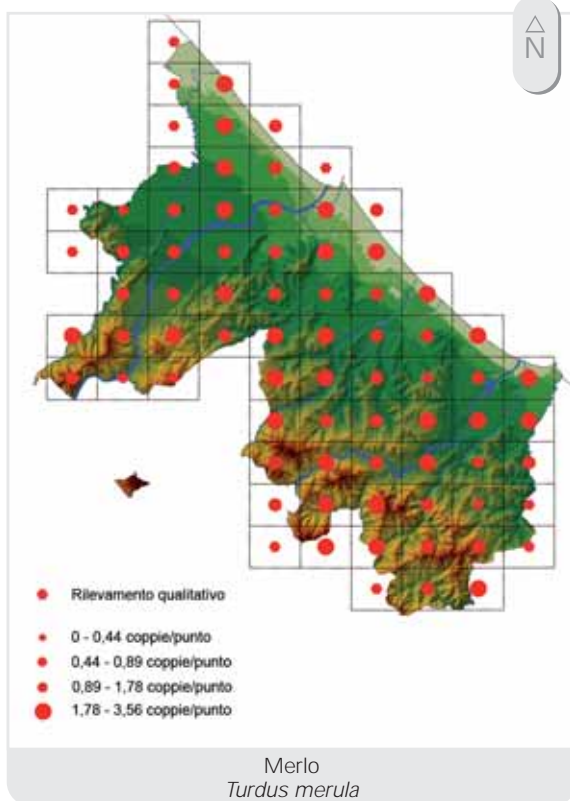 N
Rilevamento qualitativo
0 - 0,44 coppie/punto
0,44 - 0,89 coppie/punto
0,89 - 1,78 coppie/punto
1,78 - 3,56 coppie/punto
Merlo
Turdus merula